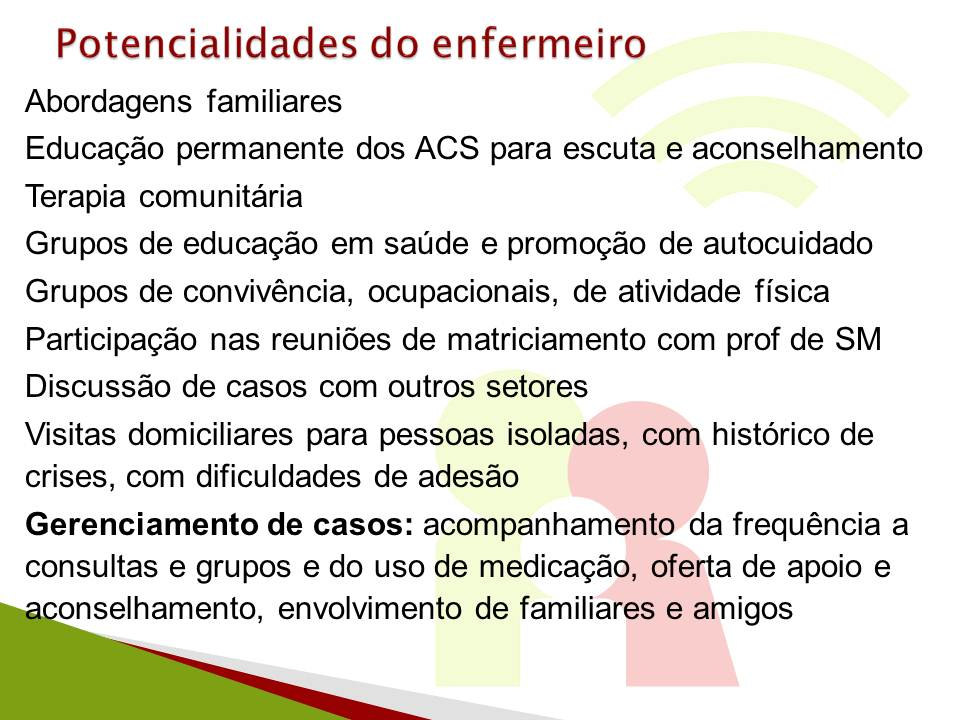 Potencialidades do enfermeiro
Abordagens familiares
Educação permanente dos ACS para escuta e aconselhamento
Terapia comunitária
Grupos de educação em saúde e promoção de autocuidado
Grupos de convivência, ocupacionais, de atividade física
Participação nas reuniões de matriciamento com prof de SM
Discussão de casos com outros setores
Visitas domiciliares para pessoas isoladas, com histórico de
crises, com dificuldades de adesão
Gerenciamento de casos: acompanhamento da frequência a
consultas e grupos e do uso de medicação, oferta de apoio e
aconselhamento, envolvimento de familiares e amigos